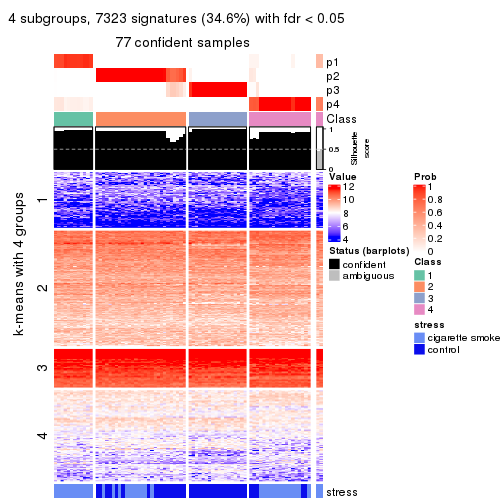 4 subgroups, 7323 signatures (34.6%) with fdr < 0.05
77 confident samples
p1
p2
p3
p4
Class
1
0.5
0
Silhouette
score
k-means with 4 groups
1
2
3
4
stress
Value
12
10
8
6
4
Status (barplots)
confident
ambiguous
Prob
1
0.8
0.6
0.4
0.2
0
Class
1
2
3
4
stress
cigarette smoke
control